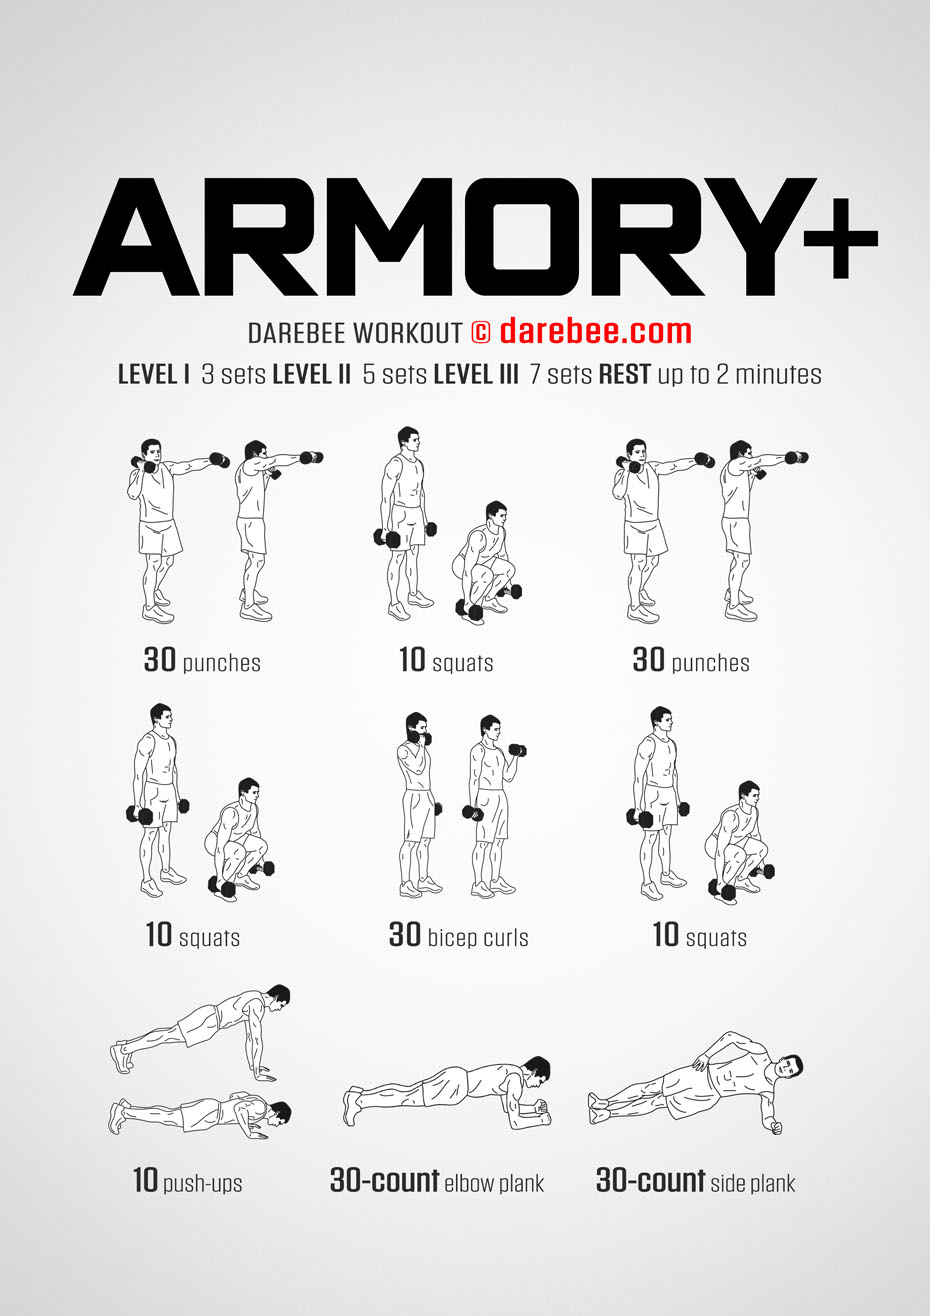 ARMORY+
DAREBEE WORKOUT © darebee.com
LEVEL I 3 sets LEVEL II 5 sets LEVEL III 7 sets REST up to 2 minutes
30 punches
10 squats
30 punches
10 squats
30 bicep curls
10 squats
10 push-ups
30-count elbow plank
30-count side plank